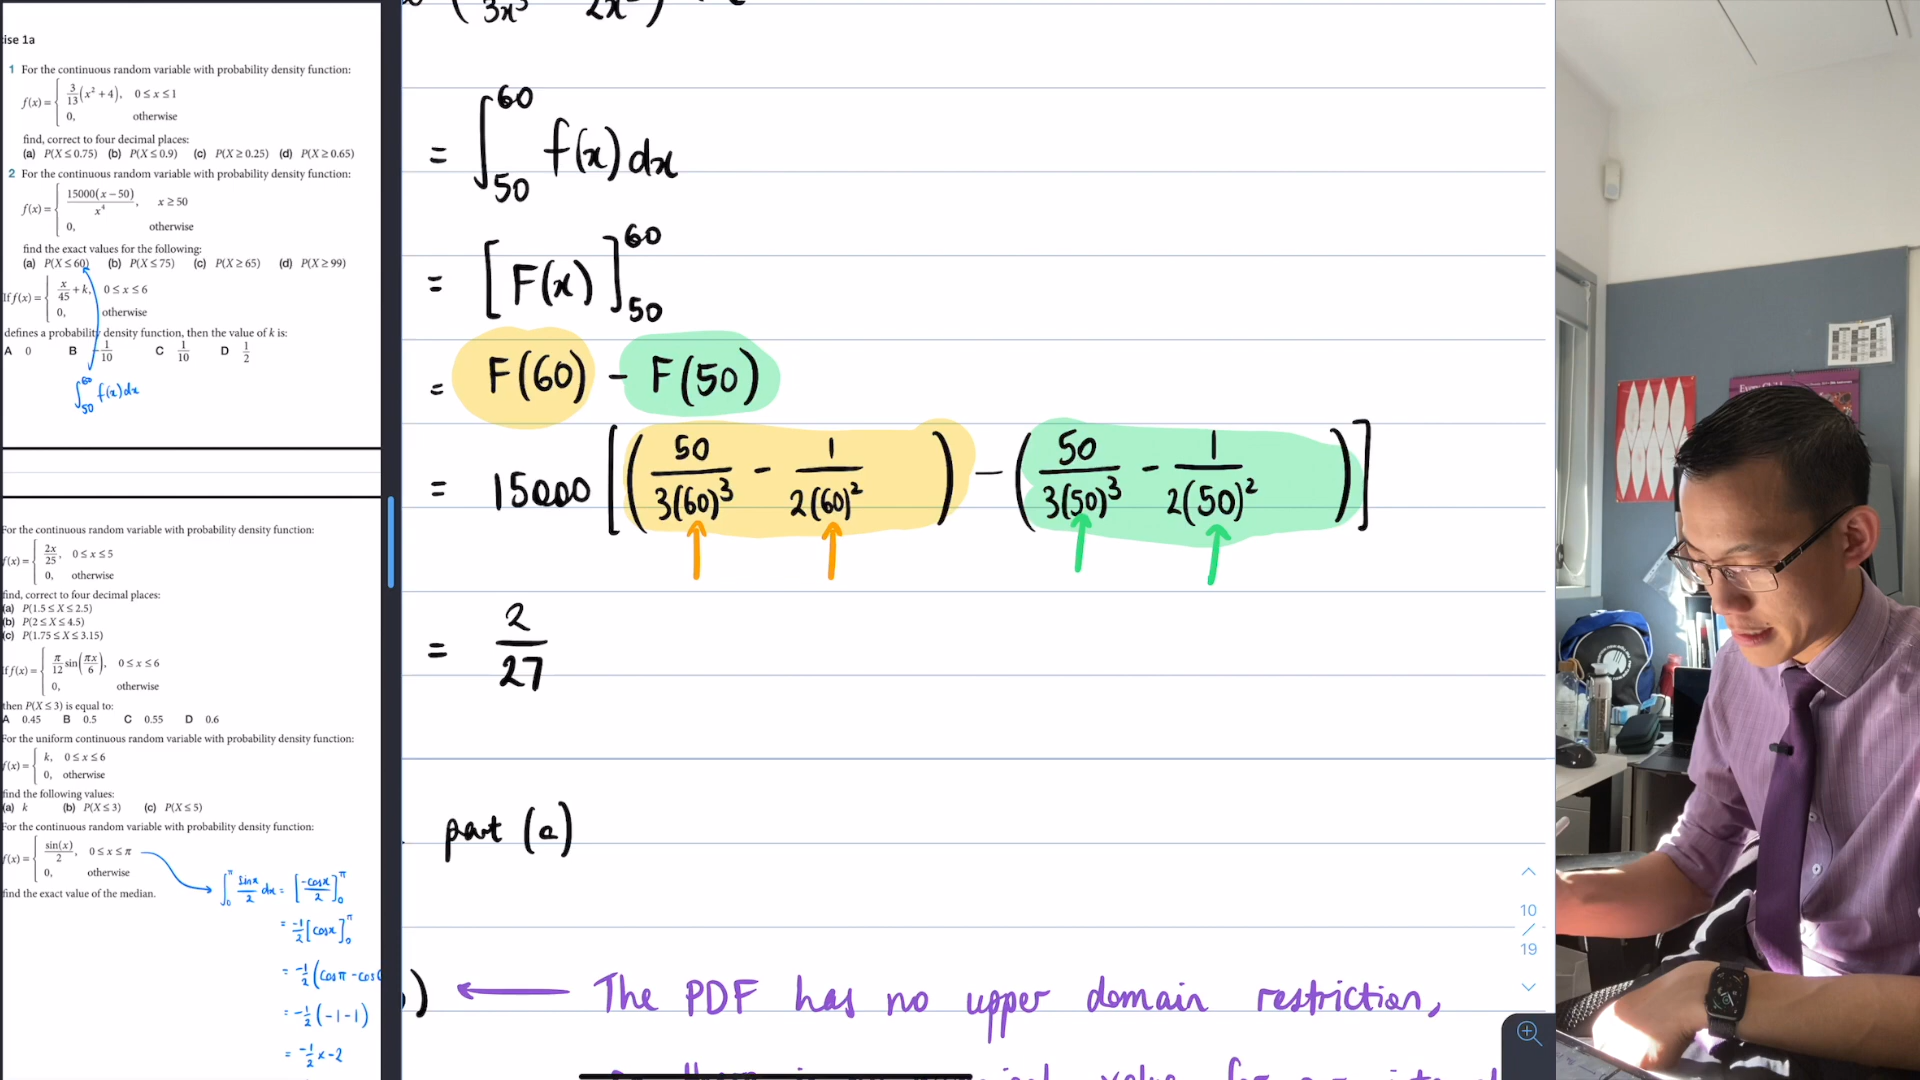 ise 1a
1 For the continuous random variable with probability density function:
f(x) = { 3/13 (x² + 4), 0 ≤ x ≤ 1
0, otherwise
find, correct to four decimal places:
(a) P(X ≤ 0.75) (b) P(X ≤ 0.9) (c) P(X ≥ 0.25) (d) P(X ≥ 0.65)
2 For the continuous random variable with probability density function:
f(x) = { 15000(x − 50)/x⁴, x ≥ 50
0, otherwise
find the exact values for the following:
(a) P(X ≤ 60) (b) P(X ≤ 75) (c) P(X ≥ 65) (d) P(X ≥ 99)
If f(x) = { x/45 + k, 0 ≤ x ≤ 6
0, otherwise
defines a probability density function, then the value of k is:
A 0 B −1/10 C 1/10 D 1/2
∫₅₀⁶⁰ f(x) dx
For the continuous random variable with probability density function:
f(x) = { 2x/25, 0 ≤ x ≤ 5
0, otherwise
find, correct to four decimal places:
(a) P(1.5 ≤ X ≤ 2.5)
(b) P(2 ≤ X ≤ 4.5)
(c) P(1.75 ≤ X ≤ 3.15)
If f(x) = { π/12 sin(πx/6), 0 ≤ x ≤ 6
0, otherwise
then P(X ≤ 3) is equal to:
A 0.45 B 0.5 C 0.55 D 0.6
For the uniform continuous random variable with probability density function:
f(x) = { k, 0 ≤ x ≤ 6
0, otherwise
find the following values:
(a) k (b) P(X ≤ 3) (c) P(X ≤ 5)
For the continuous random variable with probability density function:
f(x) = { sin(x)/2, 0 ≤ x ≤ π
0, otherwise
find the exact value of the median.
∫₀^π sinx/2 dx = [-cosx/2]₀^π
= -1/2 [cosx]₀^π
= -1/2 (cosπ - cos
= -1/2 (-1 -1)
= -1/2 x -2
3x³ 2x²
= ∫₅₀⁶⁰ f(x) dx
= [F(x)]₅₀⁶⁰
= F(60) - F(50)
= 15000 [(50/3(60)³ - 1/2(60)²) - (50/3(50)³ - 1/2(50)²)]
= 2/27
part (a)
) ← The PDF has no upper domain restriction,
10
/
19